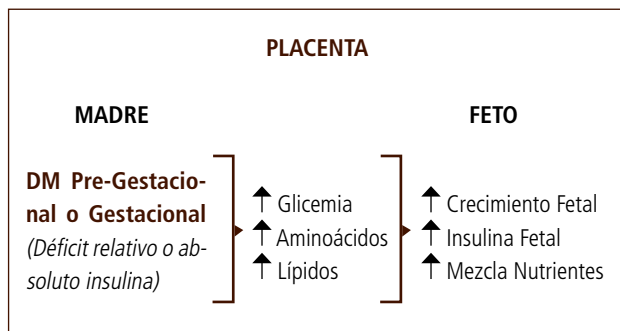 PLACENTA
MADRE
FETO
DM Pre-Gestacio-
nal o Gestacional
(Déficit relativo o ab-
soluto insulina)
↑ Glicemia
↑ Aminoácidos
↑ Lípidos
↑ Crecimiento Fetal
↑ Insulina Fetal
↑ Mezcla Nutrientes